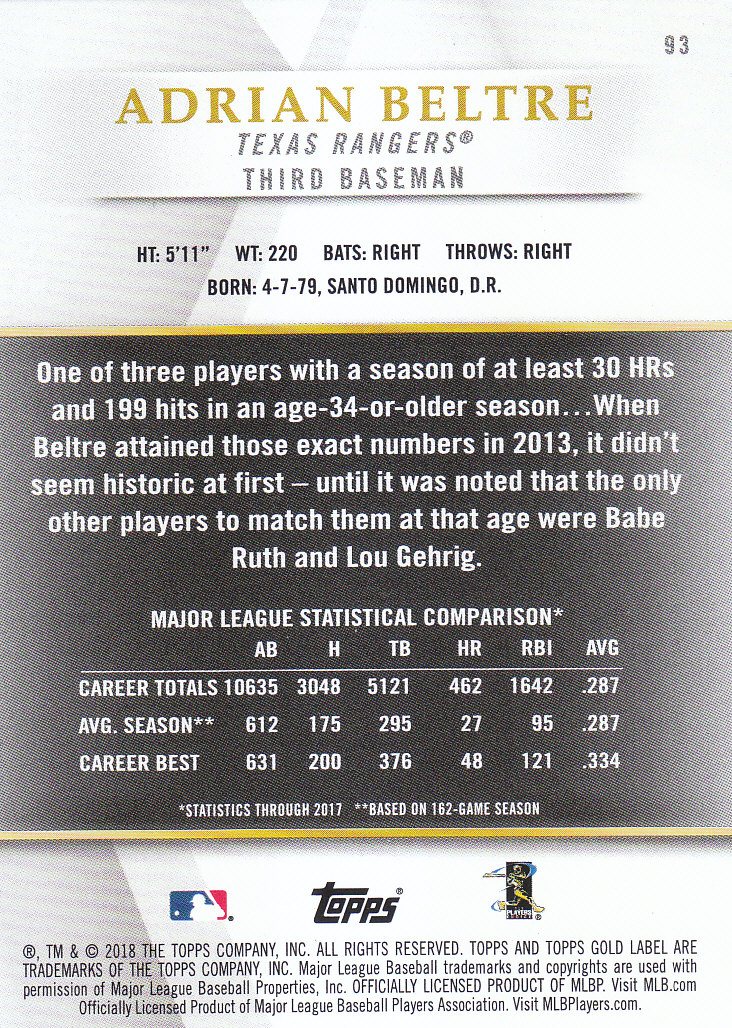 93
ADRIAN BELTRE
TEXAS RANGERS®
THIRD BASEMAN
HT: 5'11" WT: 220 BATS: RIGHT THROWS: RIGHT
BORN: 4-7-79, SANTO DOMINGO, D.R.
One of three players with a season of at least 30 HRs
and 199 hits in an age-34-or-older season…When
Beltre attained those exact numbers in 2013, it didn't
seem historic at first – until it was noted that the only
other players to match them at that age were Babe
Ruth and Lou Gehrig.
MAJOR LEAGUE STATISTICAL COMPARISON*
AB H TB HR RBI AVG
CAREER TOTALS 10635 3048 5121 462 1642 .287
AVG. SEASON** 612 175 295 27 95 .287
CAREER BEST 631 200 376 48 121 .334
*STATISTICS THROUGH 2017 **BASED ON 162-GAME SEASON
Topps®
PLAYERS
®, TM & © 2018 THE TOPPS COMPANY, INC. ALL RIGHTS RESERVED. TOPPS AND TOPPS GOLD LABEL ARE
TRADEMARKS OF THE TOPPS COMPANY, INC. Major League Baseball trademarks and copyrights are used with
permission of Major League Baseball Properties, Inc. OFFICIALLY LICENSED PRODUCT OF MLBP. Visit MLB.com
Officially Licensed Product of Major League Baseball Players Association. Visit MLBPlayers.com.